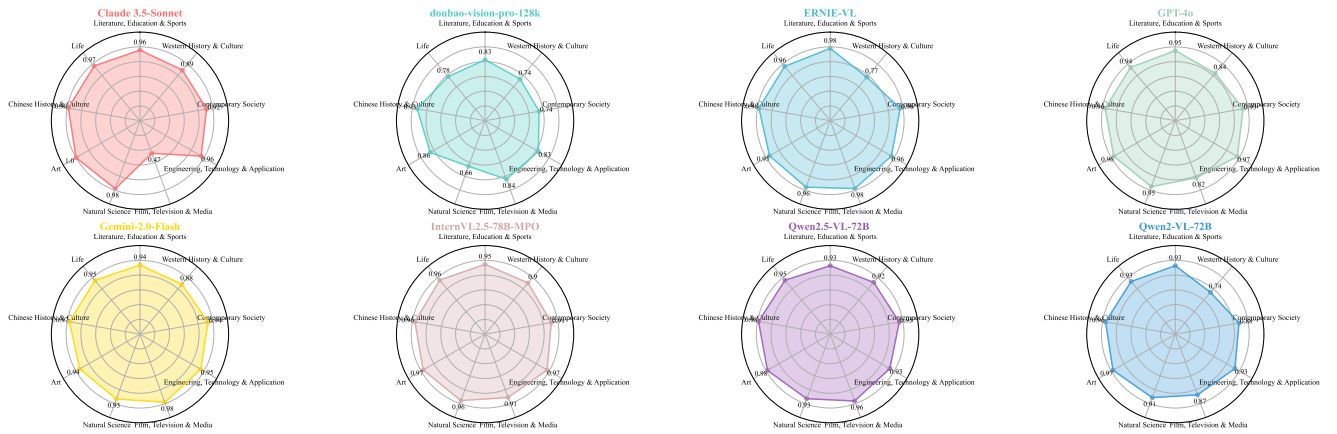 Claude 3.5-Sonnet
Literature, Education & Sports
0.96
Life
Western History & Culture
0.97
0.89
Chinese History & Culture
Contemporary Society
Art
1.0
0.47
0.96
Engineering, Technology & Application
0.98
Natural Science
Film, Television & Media
doubao-vision-pro-128k
Literature, Education & Sports
0.83
Life
Western History & Culture
0.78
0.74
Chinese History & Culture
Contemporary Society
0.74
Art
0.86
0.66
0.83
Engineering, Technology & Application
0.84
Natural Science
Film, Television & Media
ERNIE-VL
Literature, Education & Sports
0.98
Life
Western History & Culture
0.96
0.77
Chinese History & Culture
Contemporary Society
Art
0.95
0.96
Engineering, Technology & Application
0.96
0.98
Natural Science
Film, Television & Media
GPT-4o
Literature, Education & Sports
0.95
Life
Western History & Culture
0.94
0.84
Chinese History & Culture
Contemporary Society
Art
0.96
0.97
Engineering, Technology & Application
0.95
0.82
Natural Science
Film, Television & Media
Gemini-2.0-Flash
Literature, Education & Sports
0.94
Life
Western History & Culture
0.95
0.88
Chinese History & Culture
Contemporary Society
Art
0.94
0.95
Engineering, Technology & Application
0.93
0.98
Natural Science
Film, Television & Media
InternVL2.5-78B-MPO
Literature, Education & Sports
0.95
Life
Western History & Culture
0.96
0.9
Chinese History & Culture
Contemporary Society
Art
0.97
0.97
Engineering, Technology & Application
0.96
0.91
Natural Science
Film, Television & Media
Qwen2.5-VL-72B
Literature, Education & Sports
0.93
Life
Western History & Culture
0.95
0.92
Chinese History & Culture
Contemporary Society
Art
0.98
0.93
Engineering, Technology & Application
0.93
0.96
Natural Science
Film, Television & Media
Qwen2-VL-72B
Literature, Education & Sports
0.93
Life
Western History & Culture
0.93
0.74
Chinese History & Culture
Contemporary Society
Art
0.97
0.93
Engineering, Technology & Application
0.91
0.87
Natural Science
Film, Television & Media